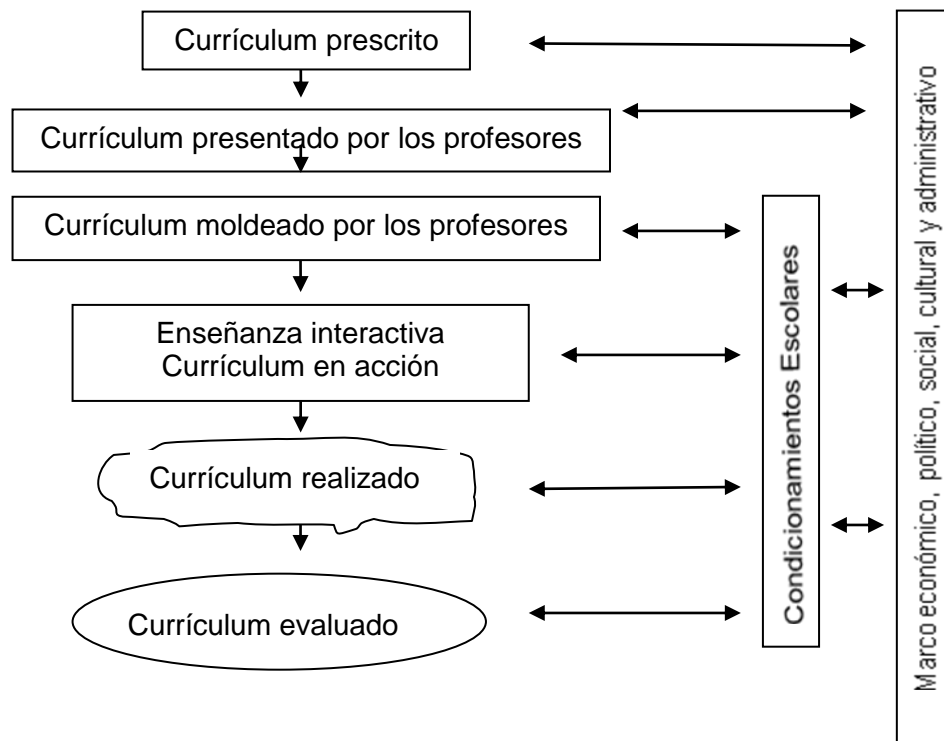 Currículum prescrito
Currículum presentado por los profesores
Currículum moldeado por los profesores
Enseñanza interactiva
Currículum en acción
Currículum realizado
Currículum evaluado
Condicionamientos Escolares
Marco económico, político, social, cultural y administrativo